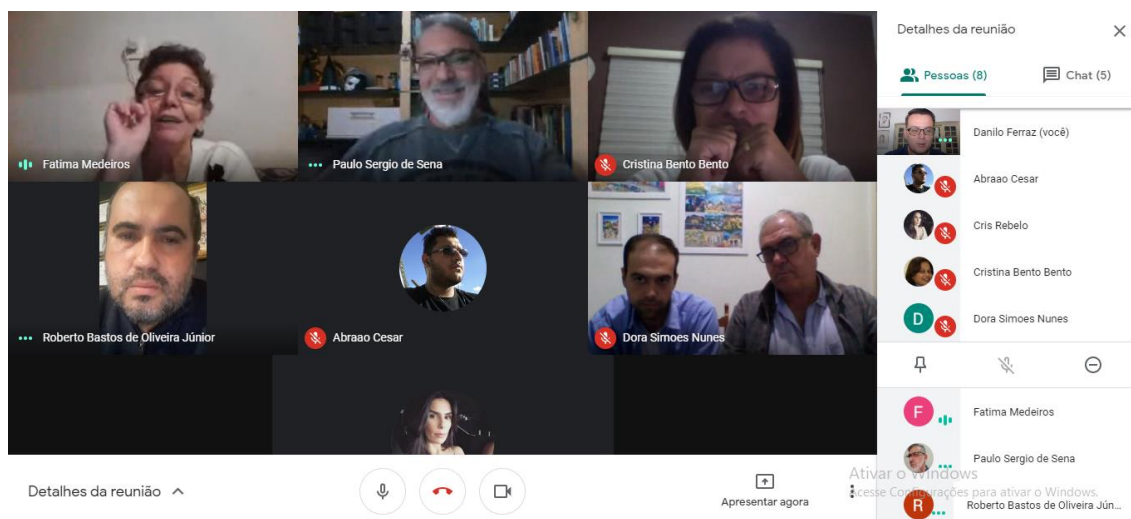 Fatima Medeiros
Paulo Sergio de Sena
Cristina Bento Bento
Roberto Bastos de Oliveira Júnior
Abraao Cesar
Dora Simoes Nunes
Detalhes da reunião
Apresentar agora
Detalhes da reunião
Pessoas (8)
Chat (5)
Danilo Ferraz (você)
Abraao Cesar
Cris Rebelo
Cristina Bento Bento
D
Dora Simoes Nunes
F
Fatima Medeiros
Paulo Sergio de Sena
Ativar o Windows
Acesse Configurações para ativar o Windows.
R
Roberto Bastos de Oliveira Jún...